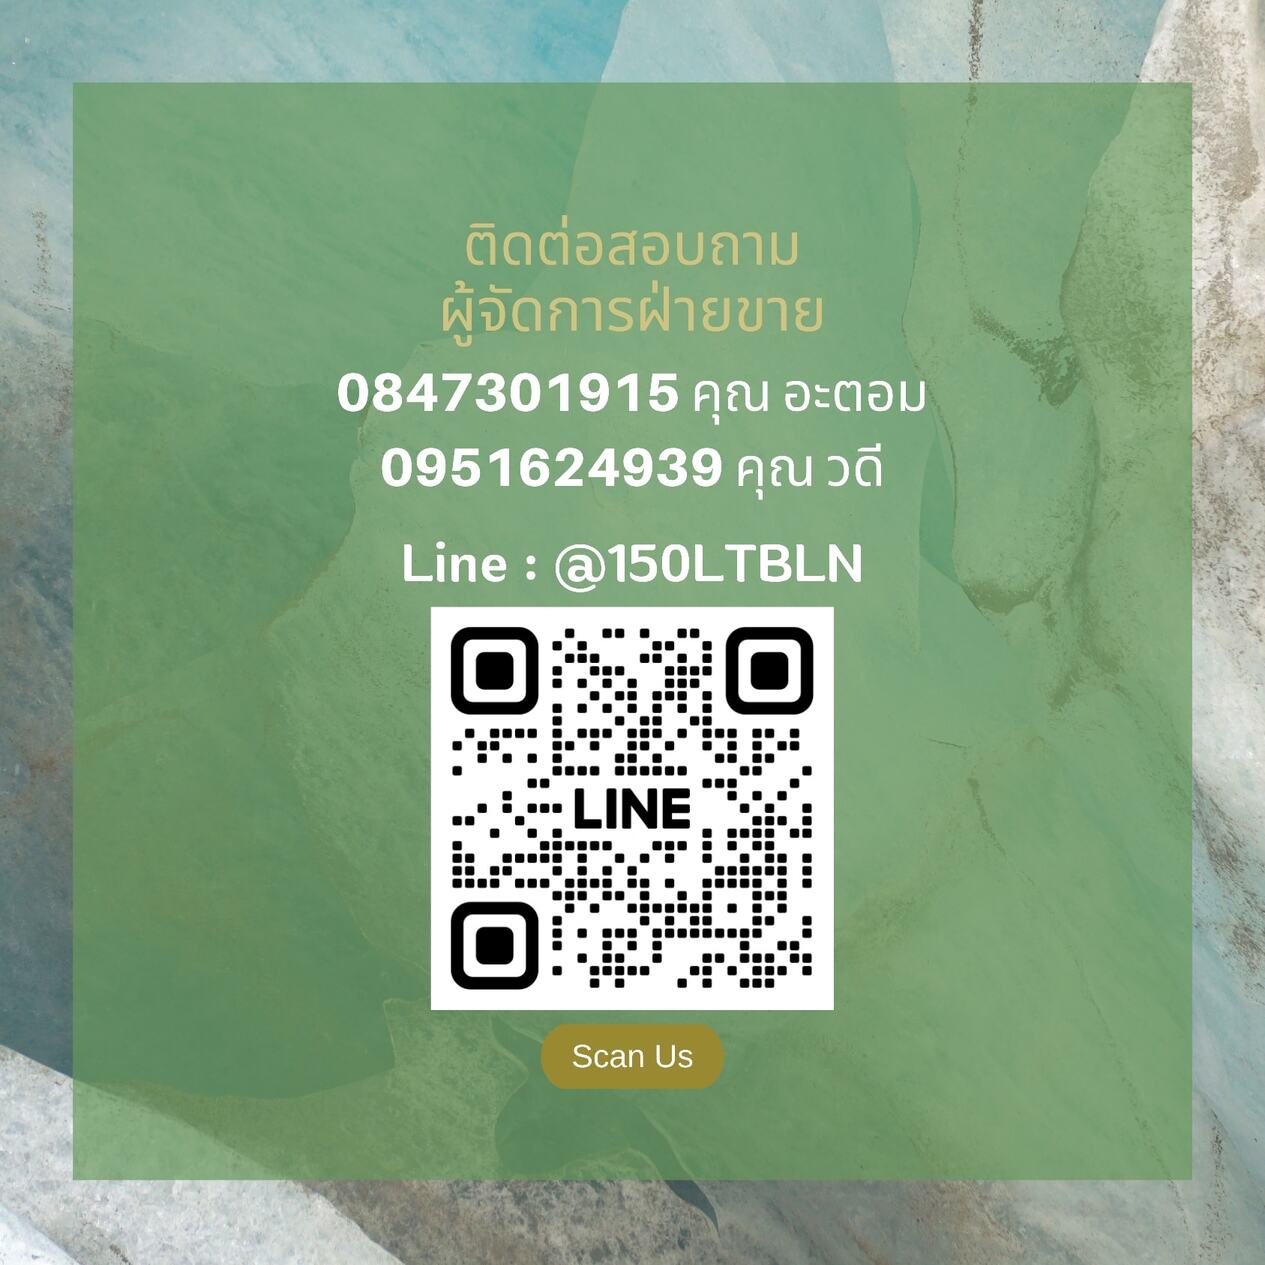 ติดต่อสอบถาม
ผู้จัดการฝ่ายขาย
0847301915 คุณ อะตอม
0951624939 คุณ วดี
Line : @150LTBLN
LINE
Scan Us